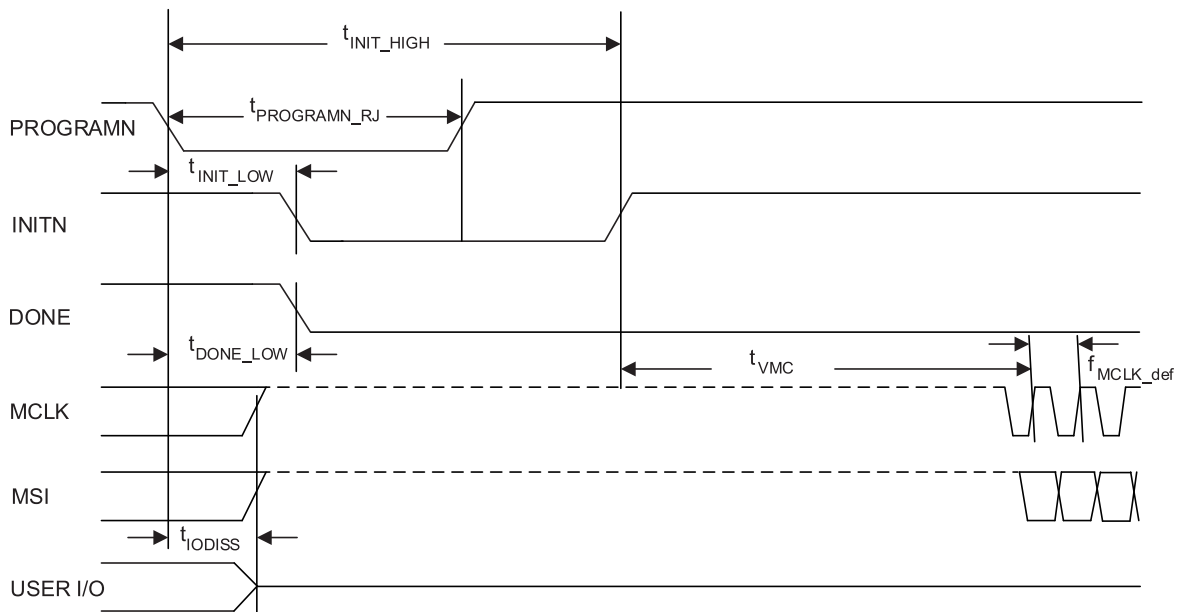 tINIT_HIGH
tPROGRAMN_RJ
PROGRAMN
tINIT_LOW
INITN
DONE
tDONE_LOW
tVMC
fMCLK_def
MCLK
MSI
tIODISS
USER I/O